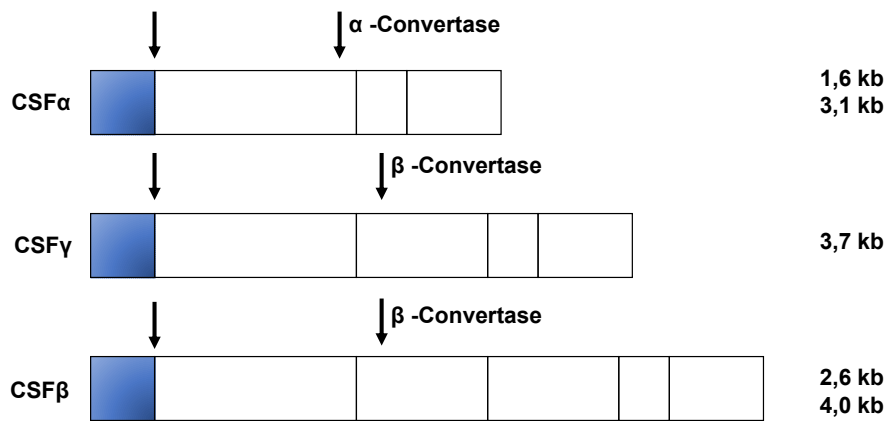 α -Convertase
CSFα
1,6 kb
3,1 kb
β -Convertase
CSFγ
3,7 kb
β -Convertase
CSFβ
2,6 kb
4,0 kb